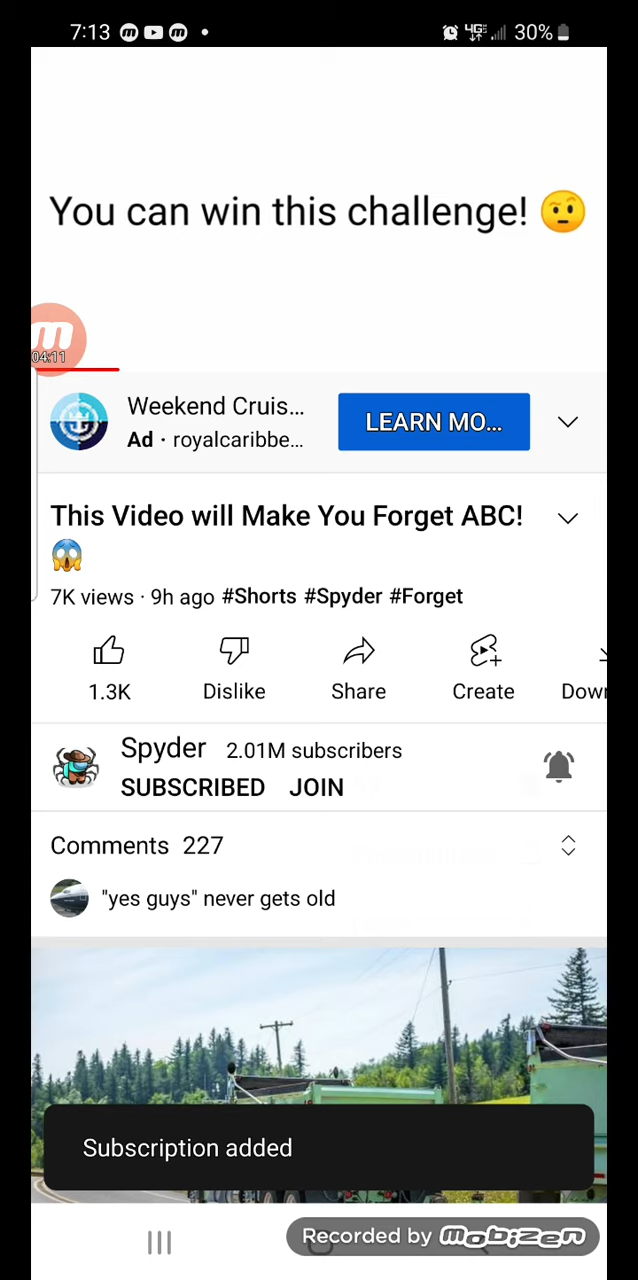 7:13
4GE 30%
You can win this challenge! 🤨
04:11
Weekend Cruis...
Ad · royalcaribbe...
LEARN MO...
This Video will Make You Forget ABC!
😱
7K views · 9h ago #Shorts #Spyder #Forget
1.3K Dislike Share Create Down
Spyder 2.01M subscribers
SUBSCRIBED JOIN
Comments 227
"yes guys" never gets old
Subscription added
Recorded by mobizen